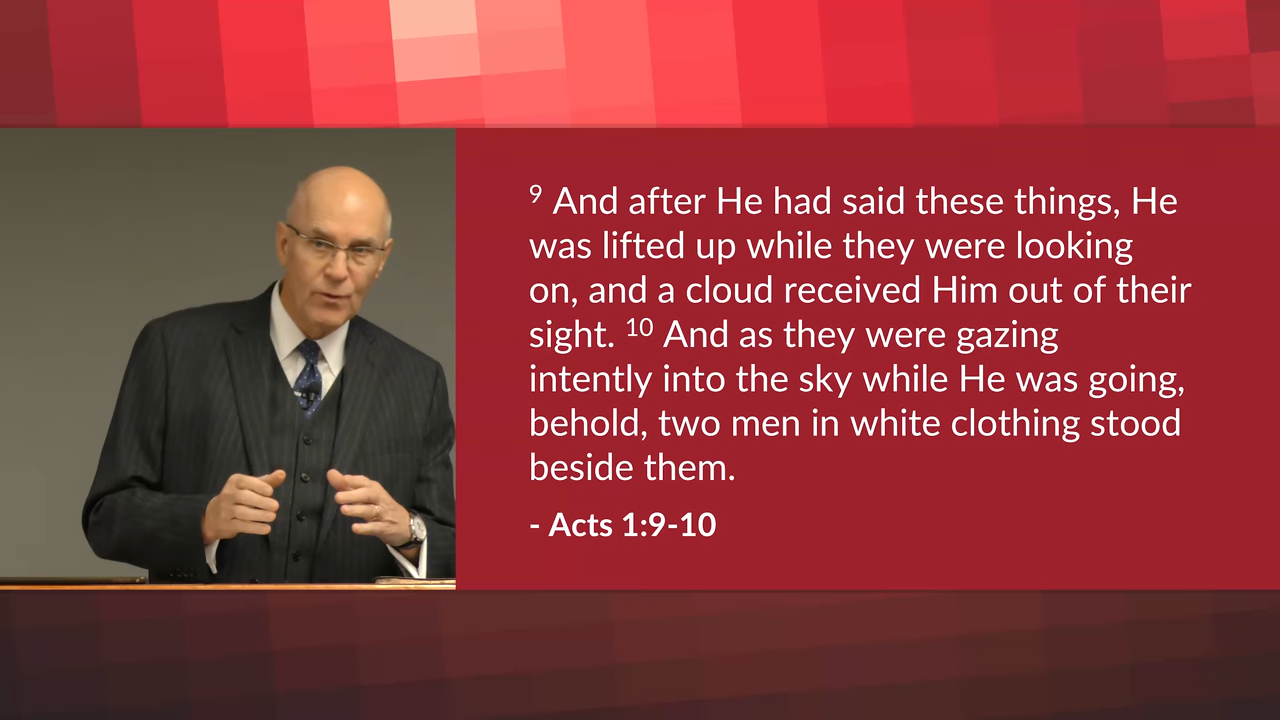 ⁹ And after He had said these things, He
was lifted up while they were looking
on, and a cloud received Him out of their
sight. ¹⁰ And as they were gazing
intently into the sky while He was going,
behold, two men in white clothing stood
beside them.
- Acts 1:9-10